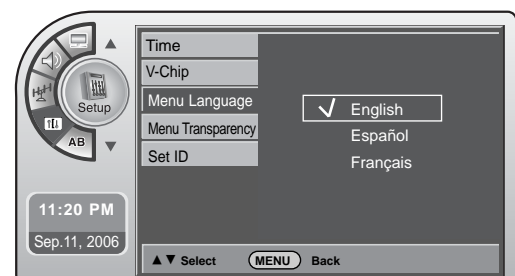 Setup
AB
11:20 PM
Sep.11, 2006
Time
V-Chip
Menu Language
Menu Transparency
Set ID
✓ English
Español
Français
▲▼ Select MENU Back